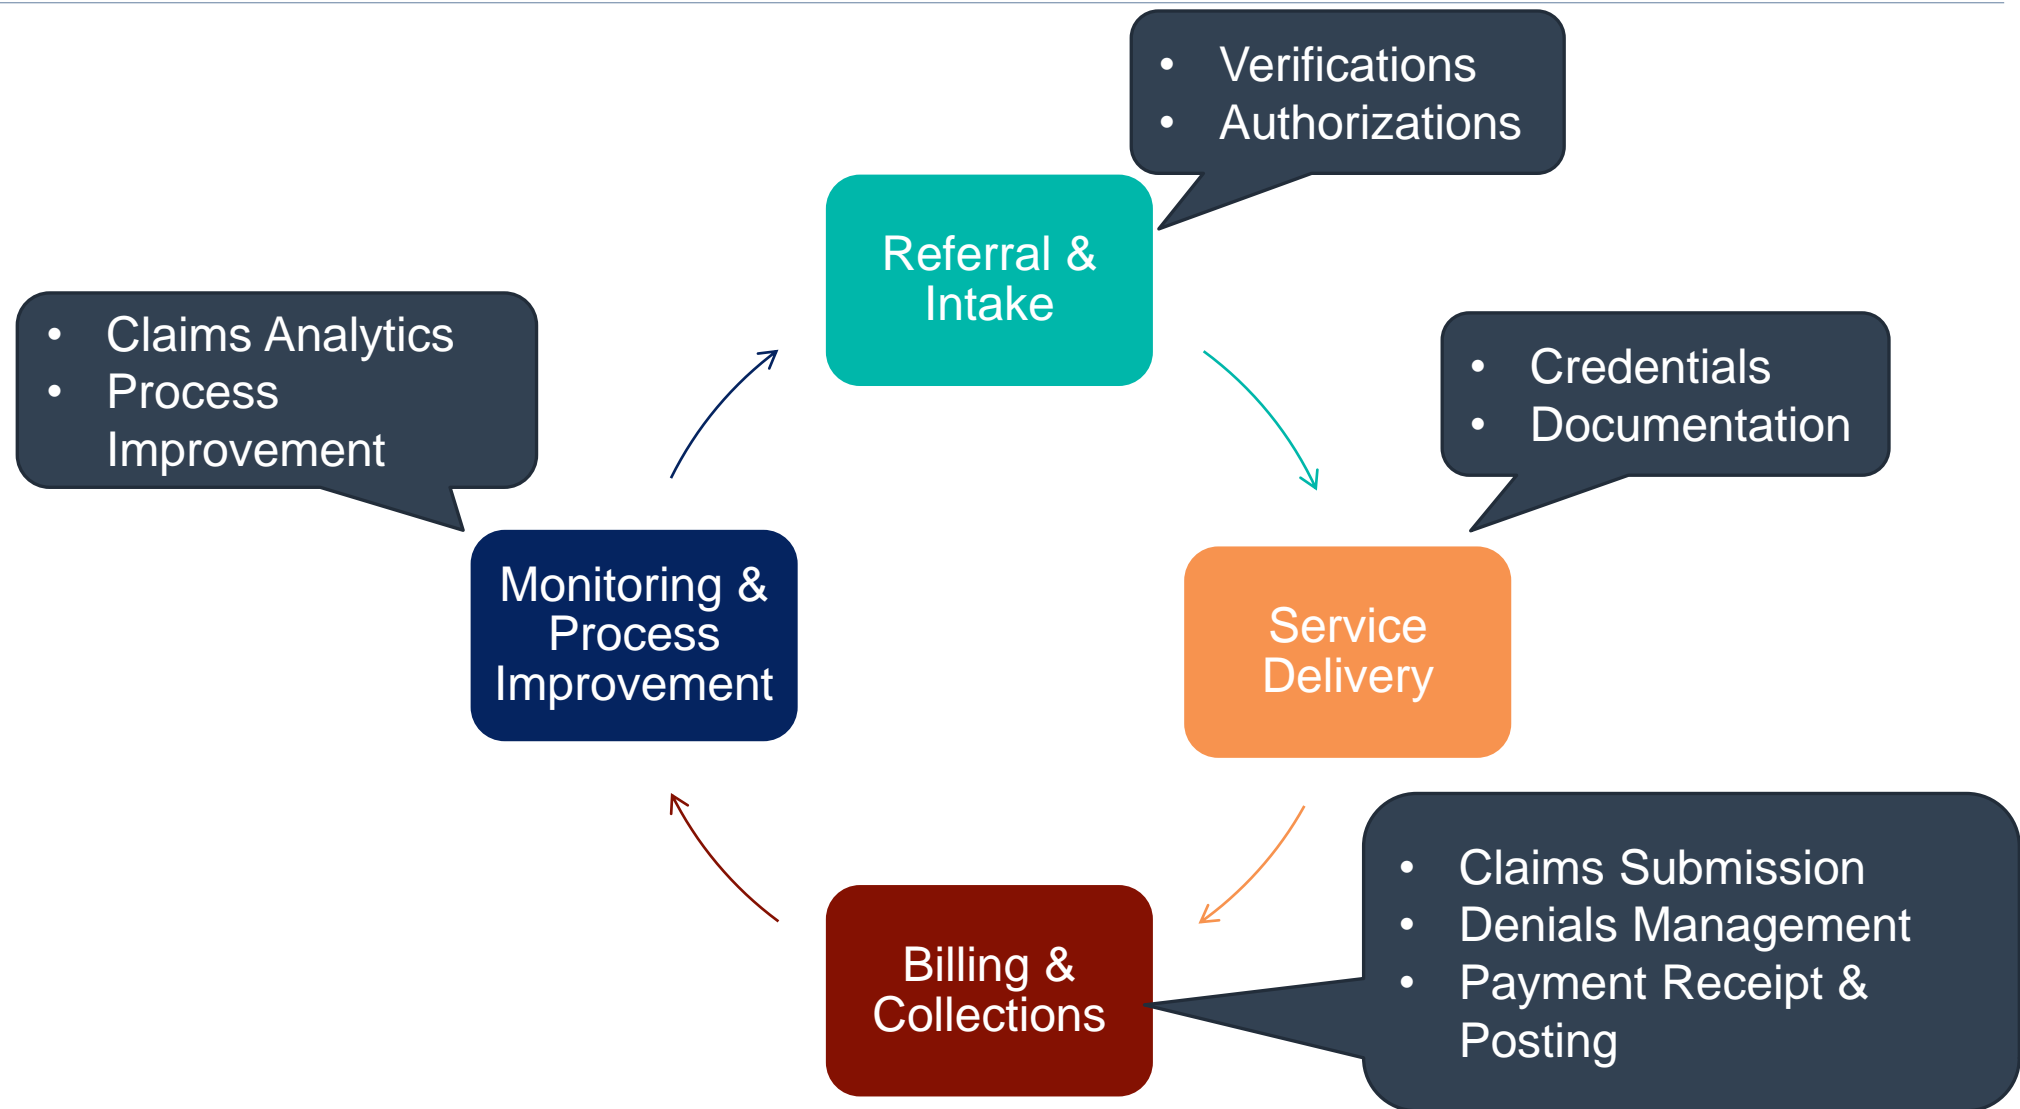 • Verifications
• Authorizations
Referral &
Intake
• Claims Analytics
• Process
Improvement
• Credentials
• Documentation
Monitoring &
Process
Improvement
Service
Delivery
• Claims Submission
• Denials Management
• Payment Receipt &
Posting
Billing &
Collections